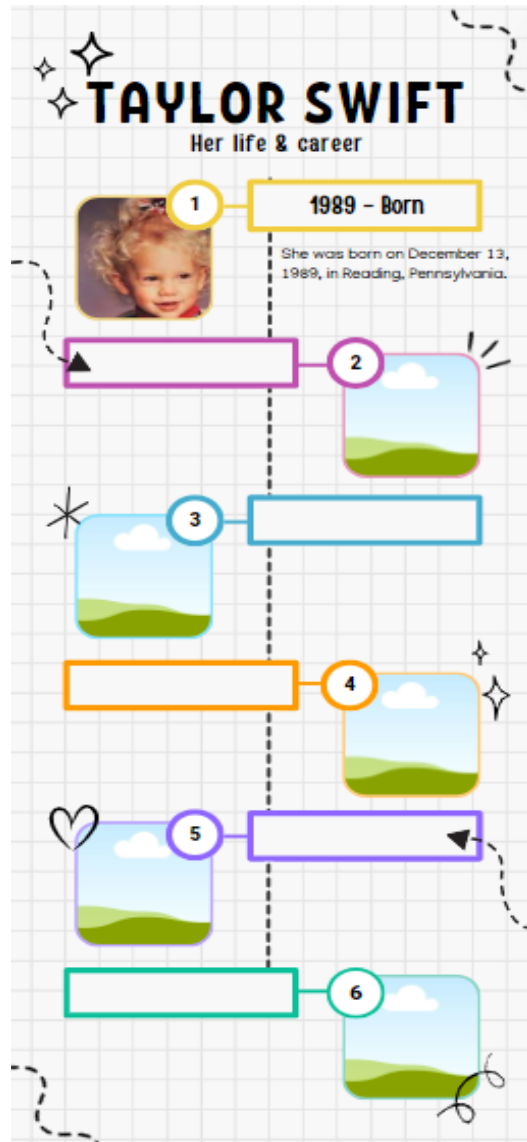 TAYLOR SWIFT
Her life & career
1
1989 - Born
She was born on December 13,
1989, in Reading, Pennsylvania.
2
3
4
5
6